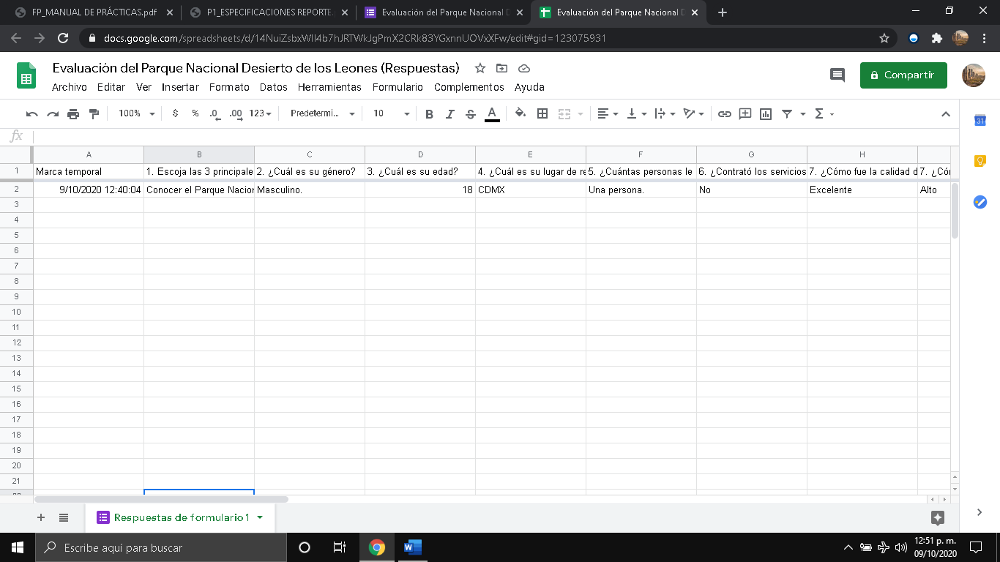 FP_MANUAL DE PRÁCTICAS.pdf
P1_ESPECIFICACIONES REPORTE.
Evaluación del Parque Nacional D
Evaluación del Parque Nacional D
docs.google.com/spreadsheets/d/14NuiZsbxWIl4b7hJRTWkJgPmX2CRk83YGxnnUOVxXFw/edit#gid=123075931
Evaluación del Parque Nacional Desierto de los Leones (Respuestas)
Archivo Editar Ver Insertar Formato Datos Herramientas Formulario Complementos Ayuda
Compartir
100% $ % .0 .00 123 Predetermi... 10 B I S A Σ
31
fx
A B C D E F G H
1 Marca temporal 1. Escoja las 3 principale 2. ¿Cuál es su género? 3. ¿Cuál es su edad? 4. ¿Cuál es su lugar de re 5. ¿Cuántas personas le 6. ¿Contrató los servicios 7. ¿Cómo fue la calidad d 7. ¿Cór
2 9/10/2020 12:40:04 Conocer el Parque Nacion Masculino. 18 CDMX Una persona. No Excelente Alto
3
4
5
6
7
8
9
10
11
12
13
14
15
16
17
18
19
20
21
Respuestas de formulario 1
Escribe aquí para buscar
12:51 p. m.
09/10/2020